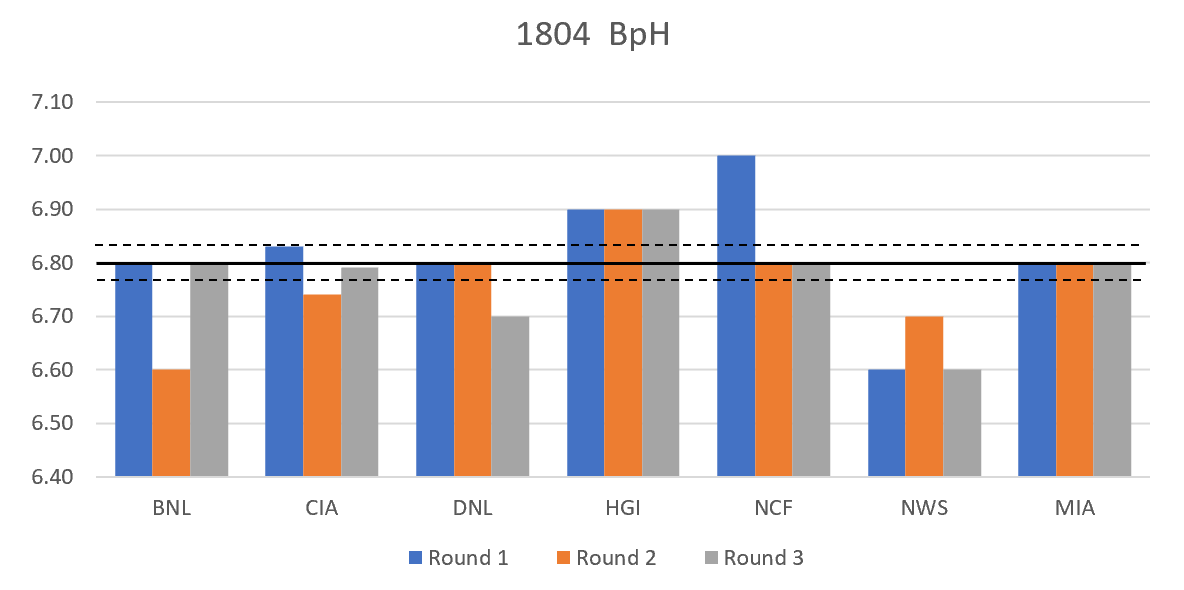 1804  BpH
7.10
7.00
6.90
6.80
6.70
6.60
6.50
6.40
BNL CIA DNL HGI NCF NWS MIA
Round 1 Round 2 Round 3